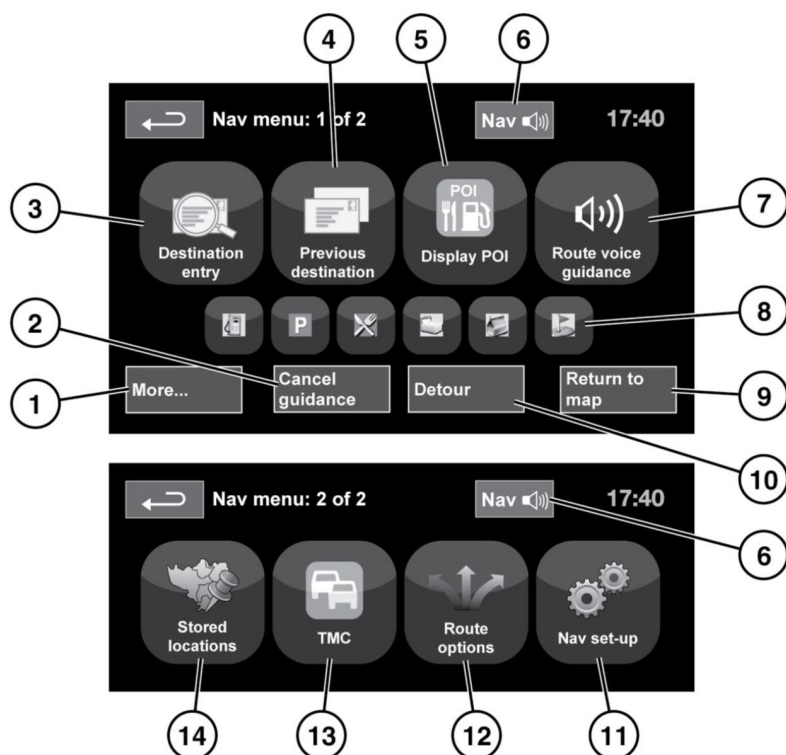 4
5
6
Nav menu: 1 of 2
Nav
17:40
3
7
POI
Destination
entry
Previous
destination
Display POI
Route voice
guidance
2
P
8
1
More...
Cancel
guidance
Detour
Return to
map
9
10
Nav menu: 2 of 2
Nav
17:40
6
Stored
locations
TMC
Route
options
Nav set-up
14
13
12
11